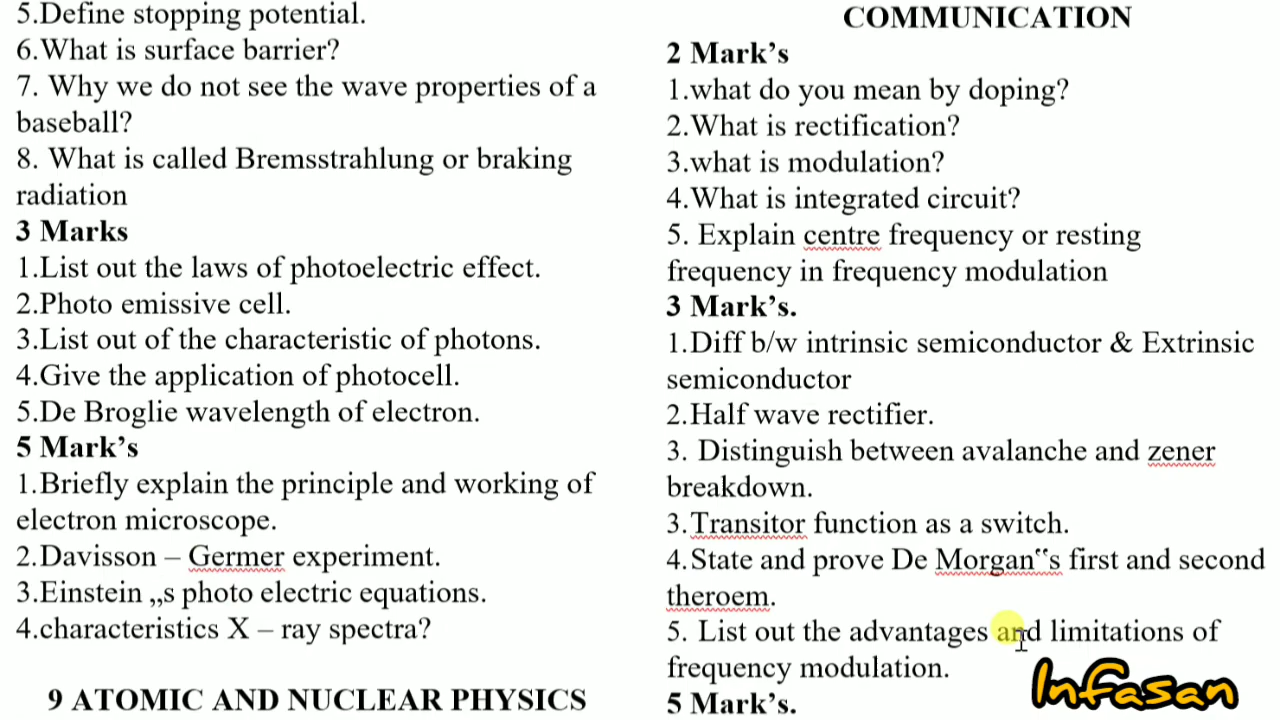 5.Define stopping potential.
6.What is surface barrier?
7. Why we do not see the wave properties of a
baseball?
8. What is called Bremsstrahlung or braking
radiation
3 Marks
1.List out the laws of photoelectric effect.
2.Photo emissive cell.
3.List out of the characteristic of photons.
4.Give the application of photocell.
5.De Broglie wavelength of electron.
5 Mark’s
1.Briefly explain the principle and working of
electron microscope.
2.Davisson – Germer experiment.
3.Einstein „s photo electric equations.
4.characteristics X – ray spectra?
9 ATOMIC AND NUCLEAR PHYSICS
COMMUNICATION
2 Mark’s
1.what do you mean by doping?
2.What is rectification?
3.what is modulation?
4.What is integrated circuit?
5. Explain centre frequency or resting
frequency in frequency modulation
3 Mark’s.
1.Diff b/w intrinsic semiconductor & Extrinsic
semiconductor
2.Half wave rectifier.
3. Distinguish between avalanche and zener
breakdown.
3.Transitor function as a switch.
4.State and prove De Morgan‟s first and second
theroem.
5. List out the advantages and limitations of
frequency modulation.
5 Mark’s.
Infasan